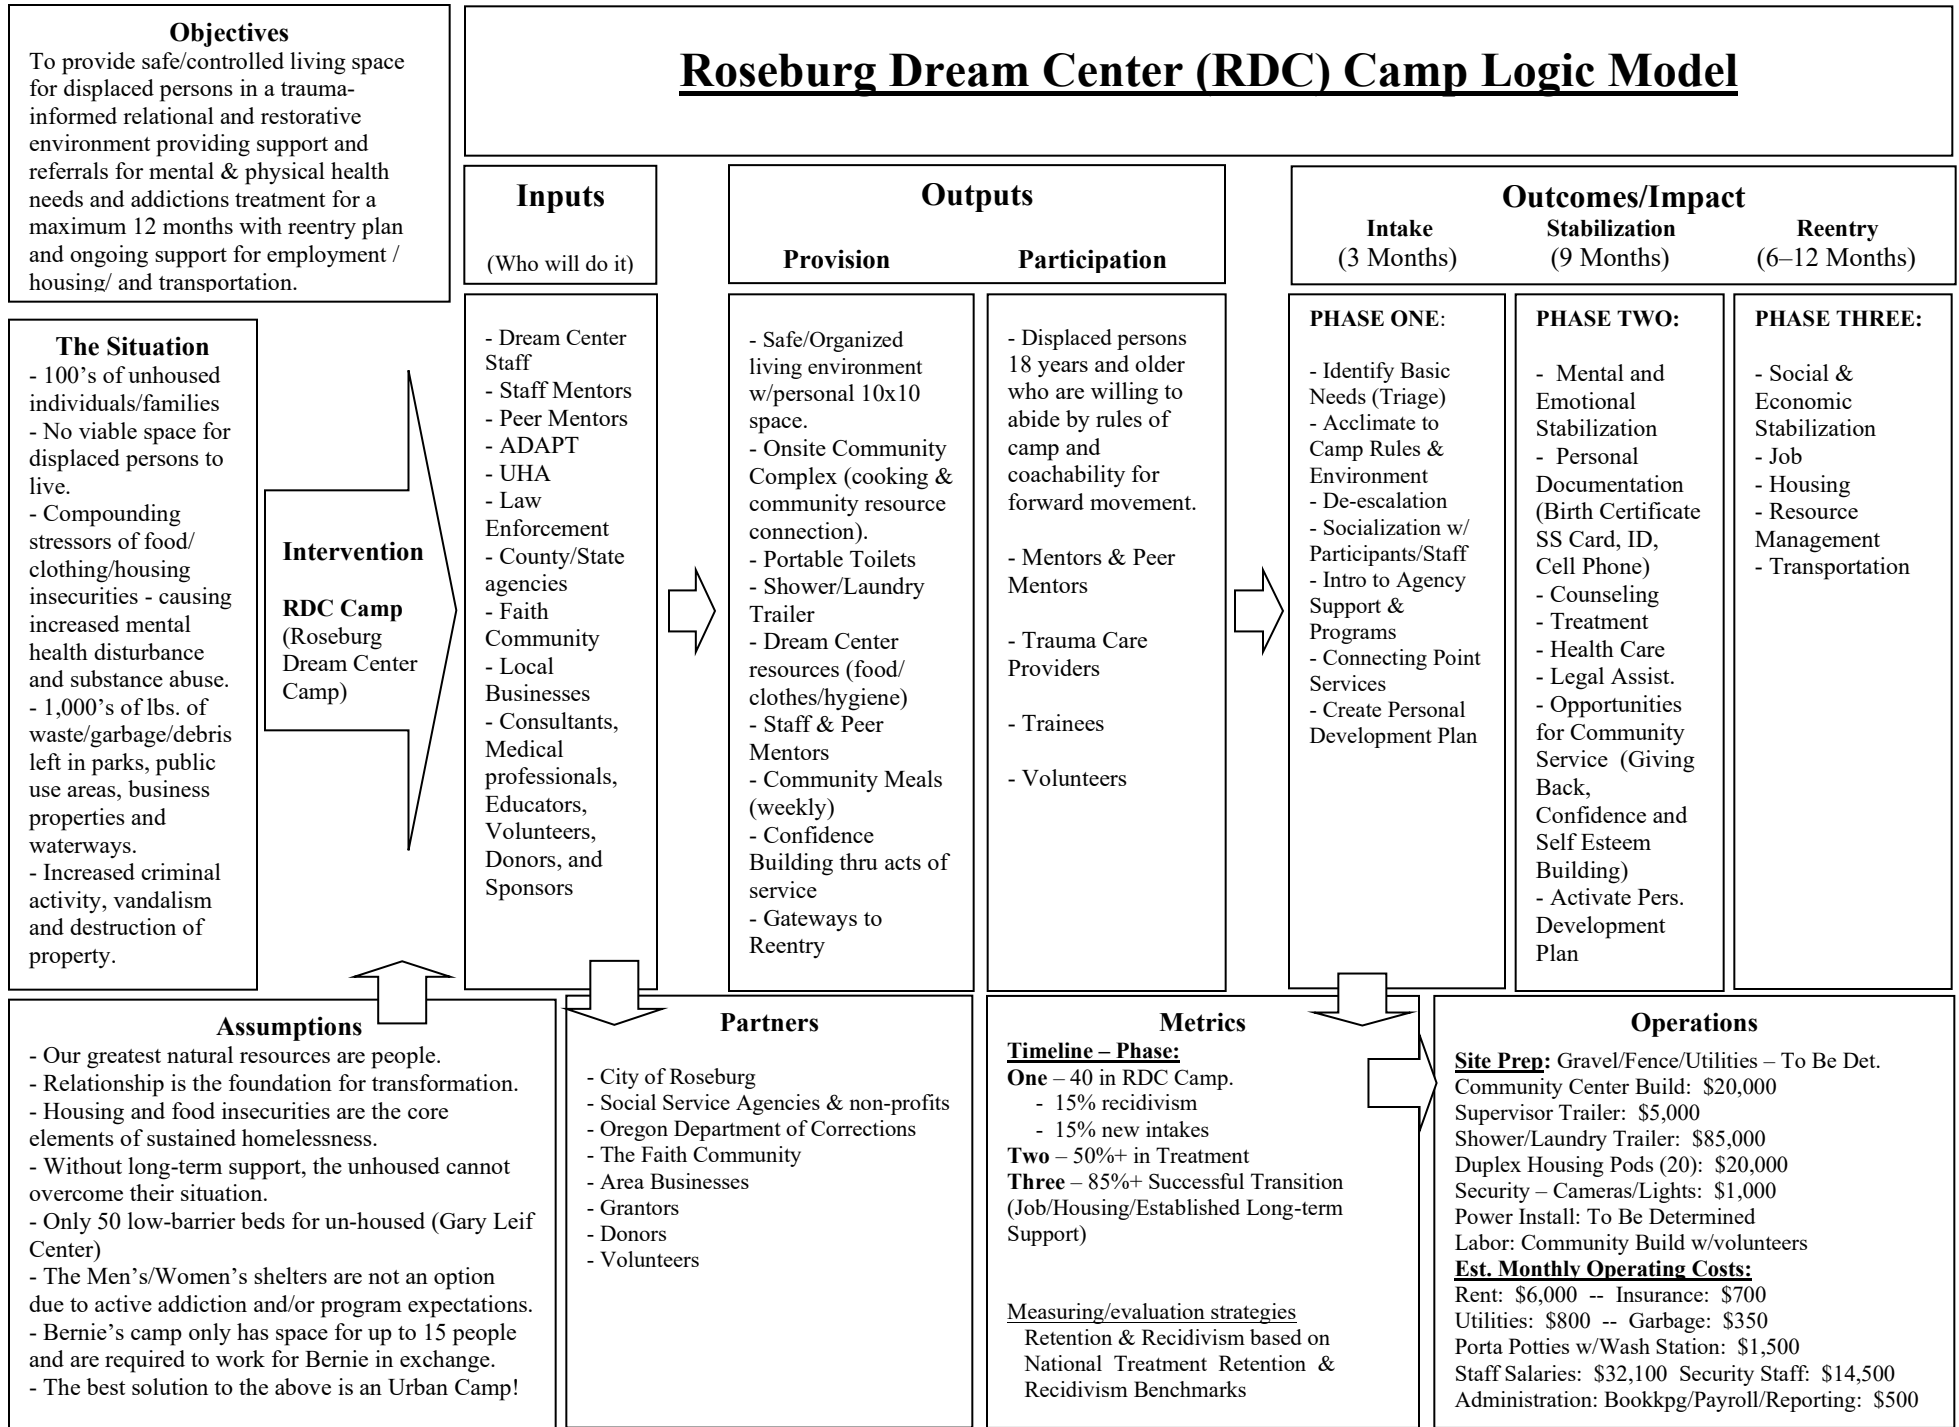 Objectives
To provide safe/controlled living space
for displaced persons in a trauma-
informed relational and restorative
environment providing support and
referrals for mental & physical health
needs and addictions treatment for a
maximum 12 months with reentry plan
and ongoing support for employment /
housing/ and transportation.
Roseburg Dream Center (RDC) Camp Logic Model
Inputs
(Who will do it)
Outputs
Provision
Participation
Outcomes/Impact
Intake
(3 Months)
Stabilization
(9 Months)
Reentry
(6–12 Months)
The Situation
- 100's of unhoused
individuals/families
- No viable space for
displaced persons to
live.
- Compounding
stressors of food/
clothing/housing
insecurities - causing
increased mental
health disturbance
and substance abuse.
- 1,000's of lbs. of
waste/garbage/debris
left in parks, public
use areas, business
properties and
waterways.
- Increased criminal
activity, vandalism
and destruction of
property.
Intervention
RDC Camp
(Roseburg
Dream Center
Camp)
- Dream Center
Staff
- Staff Mentors
- Peer Mentors
- ADAPT
- UHA
- Law
Enforcement
- County/State
agencies
- Faith
Community
- Local
Businesses
- Consultants,
Medical
professionals,
Educators,
Volunteers,
Donors, and
Sponsors
- Safe/Organized
living environment
w/personal 10x10
space.
- Onsite Community
Complex (cooking &
community resource
connection).
- Portable Toilets
- Shower/Laundry
Trailer
- Dream Center
resources (food/
clothes/hygiene)
- Staff & Peer
Mentors
- Community Meals
(weekly)
- Confidence
Building thru acts of
service
- Gateways to
Reentry
- Displaced persons
18 years and older
who are willing to
abide by rules of
camp and
coachability for
forward movement.
- Mentors & Peer
Mentors
- Trauma Care
Providers
- Trainees
- Volunteers
PHASE ONE:
- Identify Basic
Needs (Triage)
- Acclimate to
Camp Rules &
Environment
- De-escalation
- Socialization w/
Participants/Staff
- Intro to Agency
Support &
Programs
- Connecting Point
Services
- Create Personal
Development Plan
PHASE TWO:
- Mental and
Emotional
Stabilization
- Personal
Documentation
(Birth Certificate
SS Card, ID,
Cell Phone)
- Counseling
- Treatment
- Health Care
- Legal Assist.
- Opportunities
for Community
Service (Giving
Back,
Confidence and
Self Esteem
Building)
- Activate Pers.
Development
Plan
PHASE THREE:
- Social &
Economic
Stabilization
- Job
- Housing
- Resource
Management
- Transportation
Assumptions
- Our greatest natural resources are people.
- Relationship is the foundation for transformation.
- Housing and food insecurities are the core
elements of sustained homelessness.
- Without long-term support, the unhoused cannot
overcome their situation.
- Only 50 low-barrier beds for un-housed (Gary Leif
Center)
- The Men's/Women's shelters are not an option
due to active addiction and/or program expectations.
- Bernie's camp only has space for up to 15 people
and are required to work for Bernie in exchange.
- The best solution to the above is an Urban Camp!
Partners
- City of Roseburg
- Social Service Agencies & non-profits
- Oregon Department of Corrections
- The Faith Community
- Area Businesses
- Grantors
- Donors
- Volunteers
Metrics
Timeline – Phase:
One – 40 in RDC Camp.
- 15% recidivism
- 15% new intakes
Two – 50%+ in Treatment
Three – 85%+ Successful Transition
(Job/Housing/Established Long-term
Support)
Measuring/evaluation strategies
Retention & Recidivism based on
National Treatment Retention &
Recidivism Benchmarks
Operations
Site Prep: Gravel/Fence/Utilities – To Be Det.
Community Center Build: $20,000
Supervisor Trailer: $5,000
Shower/Laundry Trailer: $85,000
Duplex Housing Pods (20): $20,000
Security – Cameras/Lights: $1,000
Power Install: To Be Determined
Labor: Community Build w/volunteers
Est. Monthly Operating Costs:
Rent: $6,000 -- Insurance: $700
Utilities: $800 -- Garbage: $350
Porta Potties w/Wash Station: $1,500
Staff Salaries: $32,100 Security Staff: $14,500
Administration: Bookkpg/Payroll/Reporting: $500